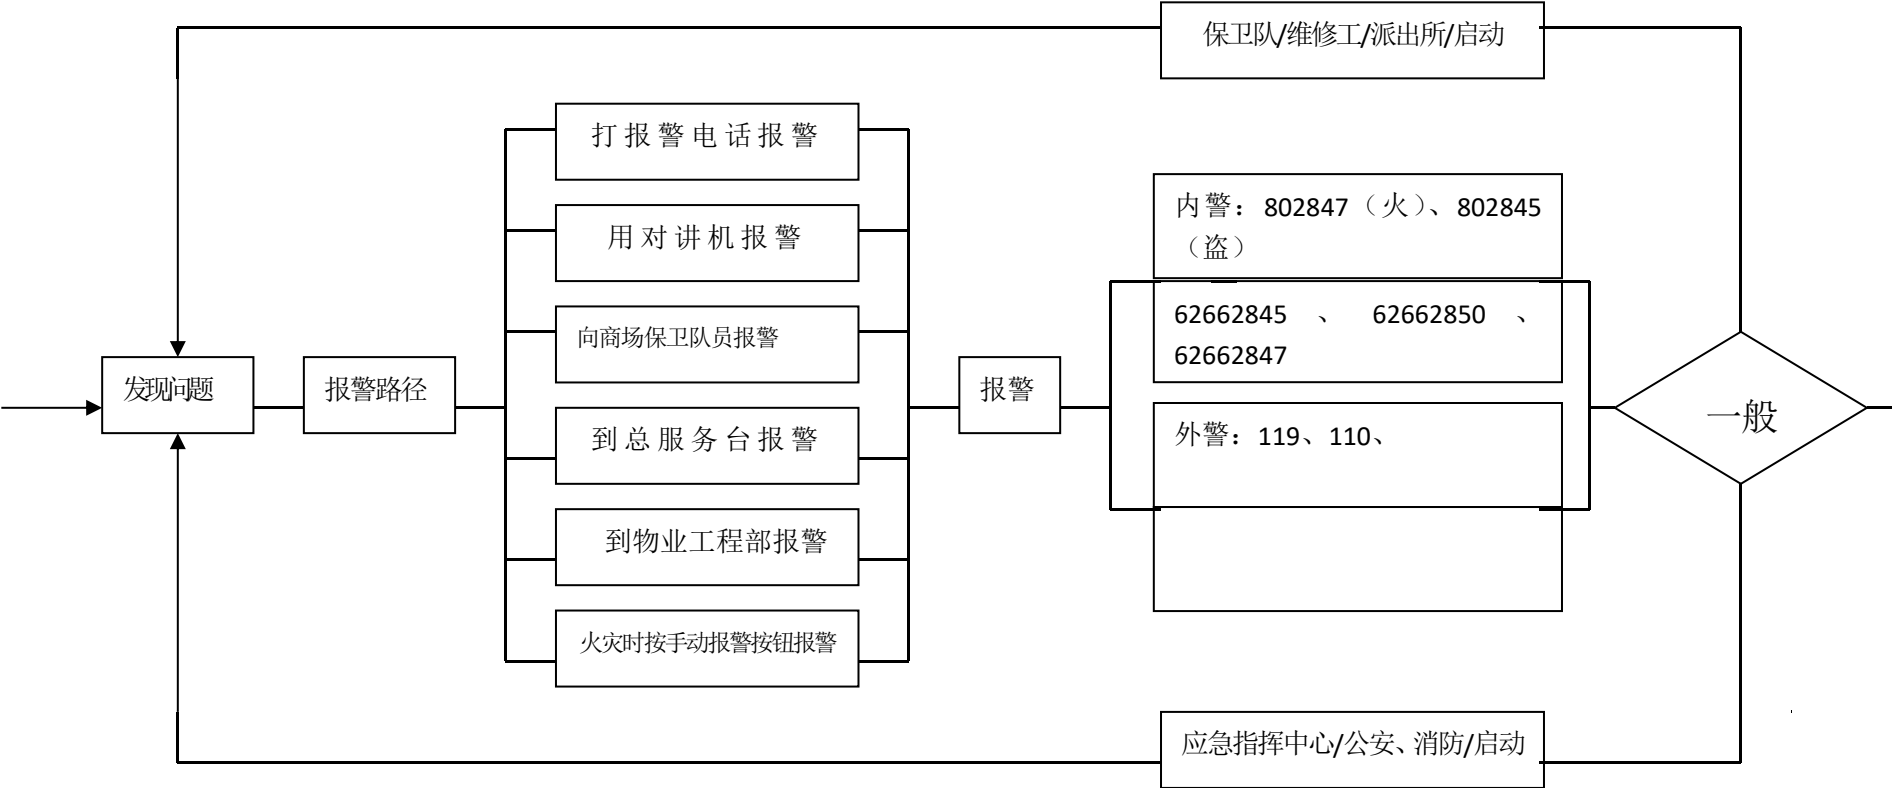 保卫队/维修工/派出所/启动
打报警电话报警
用对讲机报警
向商场保卫队员报警
到总服务台报警
到物业工程部报警
火灾时按手动报警按钮报警
发现问题
报警路径
报警
内警：802847（火）、802845
（盗）
62662845 、 62662850 、
62662847
外警：119、110、
一般
应急指挥中心/公安、消防/启动